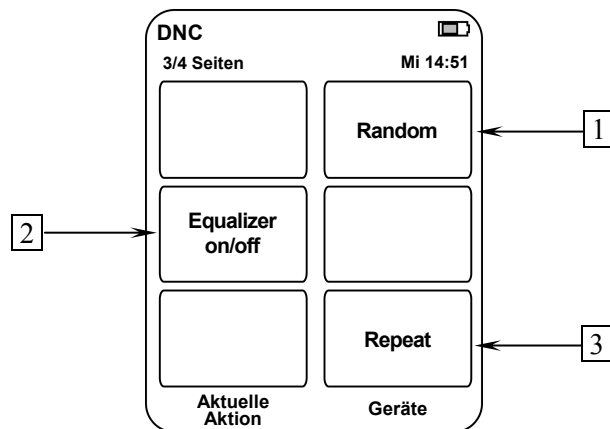 DNC
3/4 Seiten Mi 14:51
Random
1
2
Equalizer
on/off
Repeat
3
Aktuelle
Aktion
Geräte